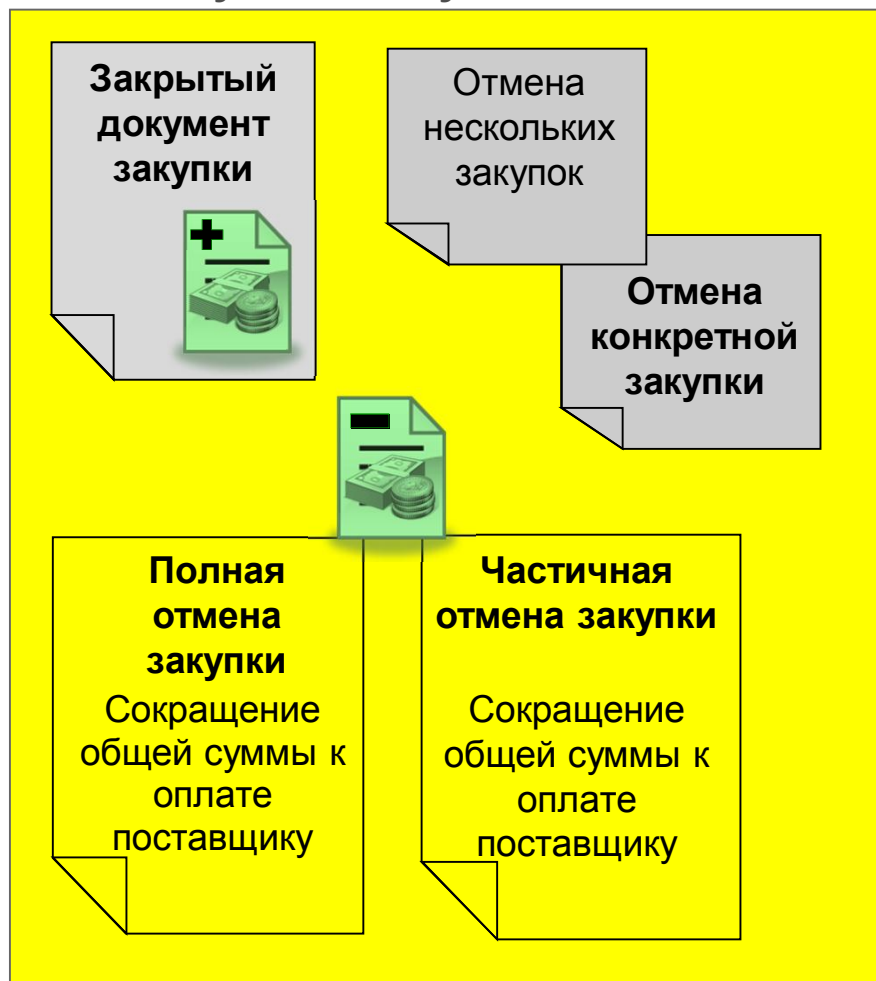 Закрытый
документ
закупки
Отмена
нескольких
закупок
Отмена
конкретной
закупки
Полная
отмена
закупки
Сокращение
общей суммы к
оплате
поставщику
Частичная
отмена закупки
Сокращение
общей суммы к
оплате
поставщику